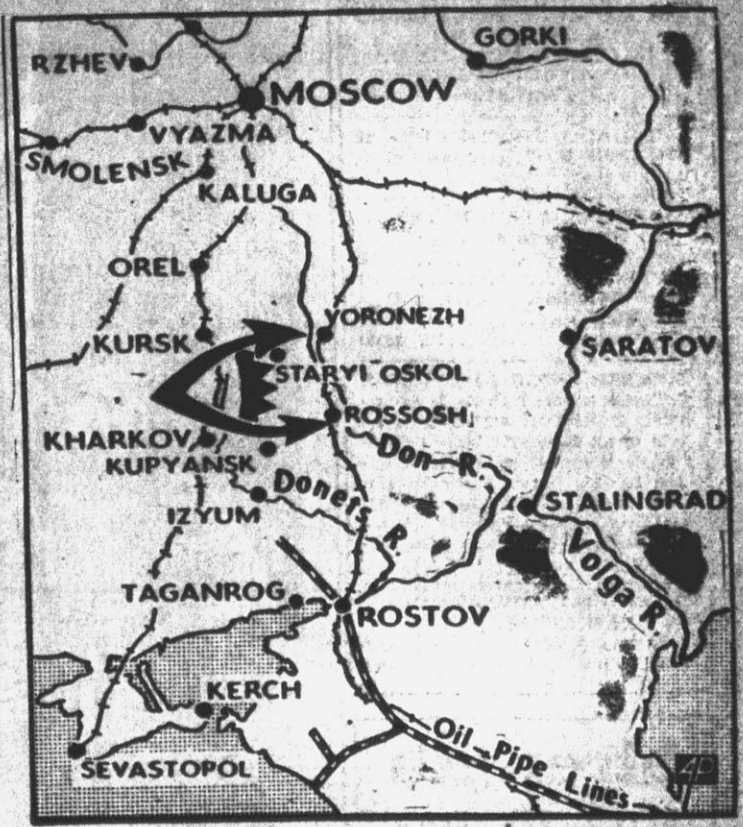 GORKI
RZHEV
MOSCOW
VYAZMA
SMOLENSK
KALUGA
OREL
VORONEZH
KURSK
SARATOV
STARYI OSKOL
ROSSOSH
KHARKOV
KUPYANSK
Don R.
Donets R.
STALINGRAD
IZYUM
Volga R.
TAGANROG
ROSTOV
KERCH
Oil Pipe Lines
SEVASTOPOL
AP